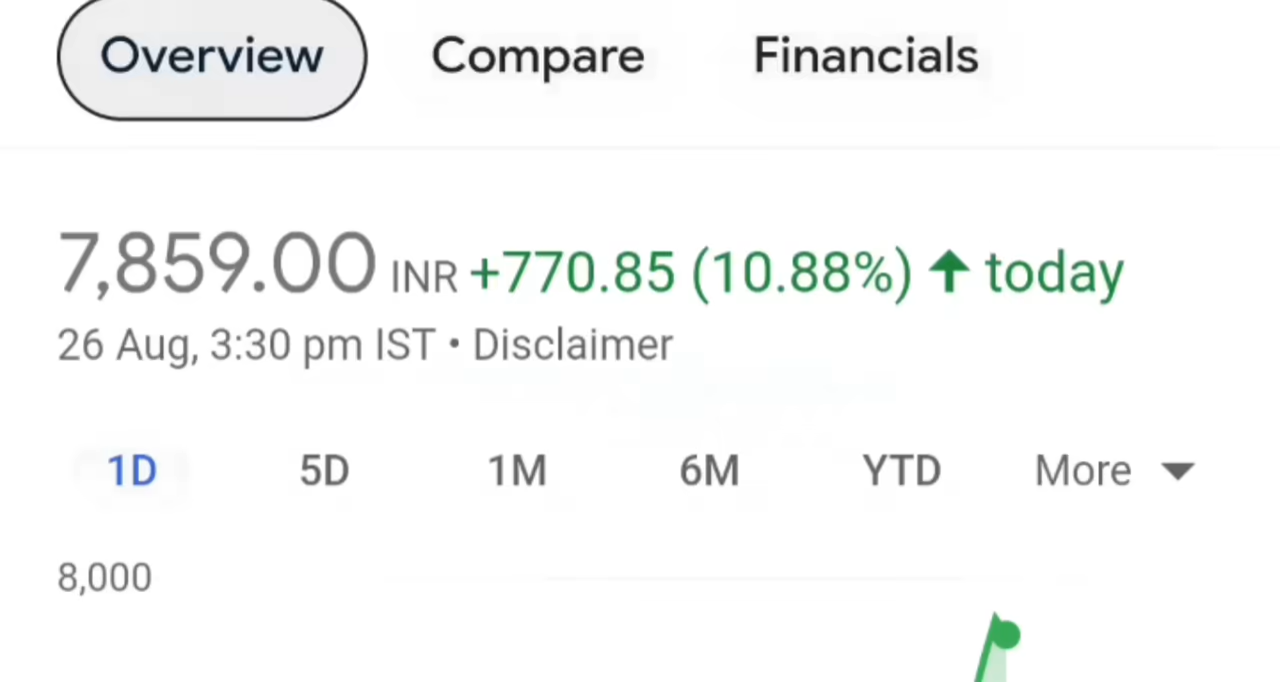 Overview Compare Financials
7,859.00 INR +770.85 (10.88%) ↑ today
26 Aug, 3:30 pm IST • Disclaimer
1D 5D 1M 6M YTD More
8,000